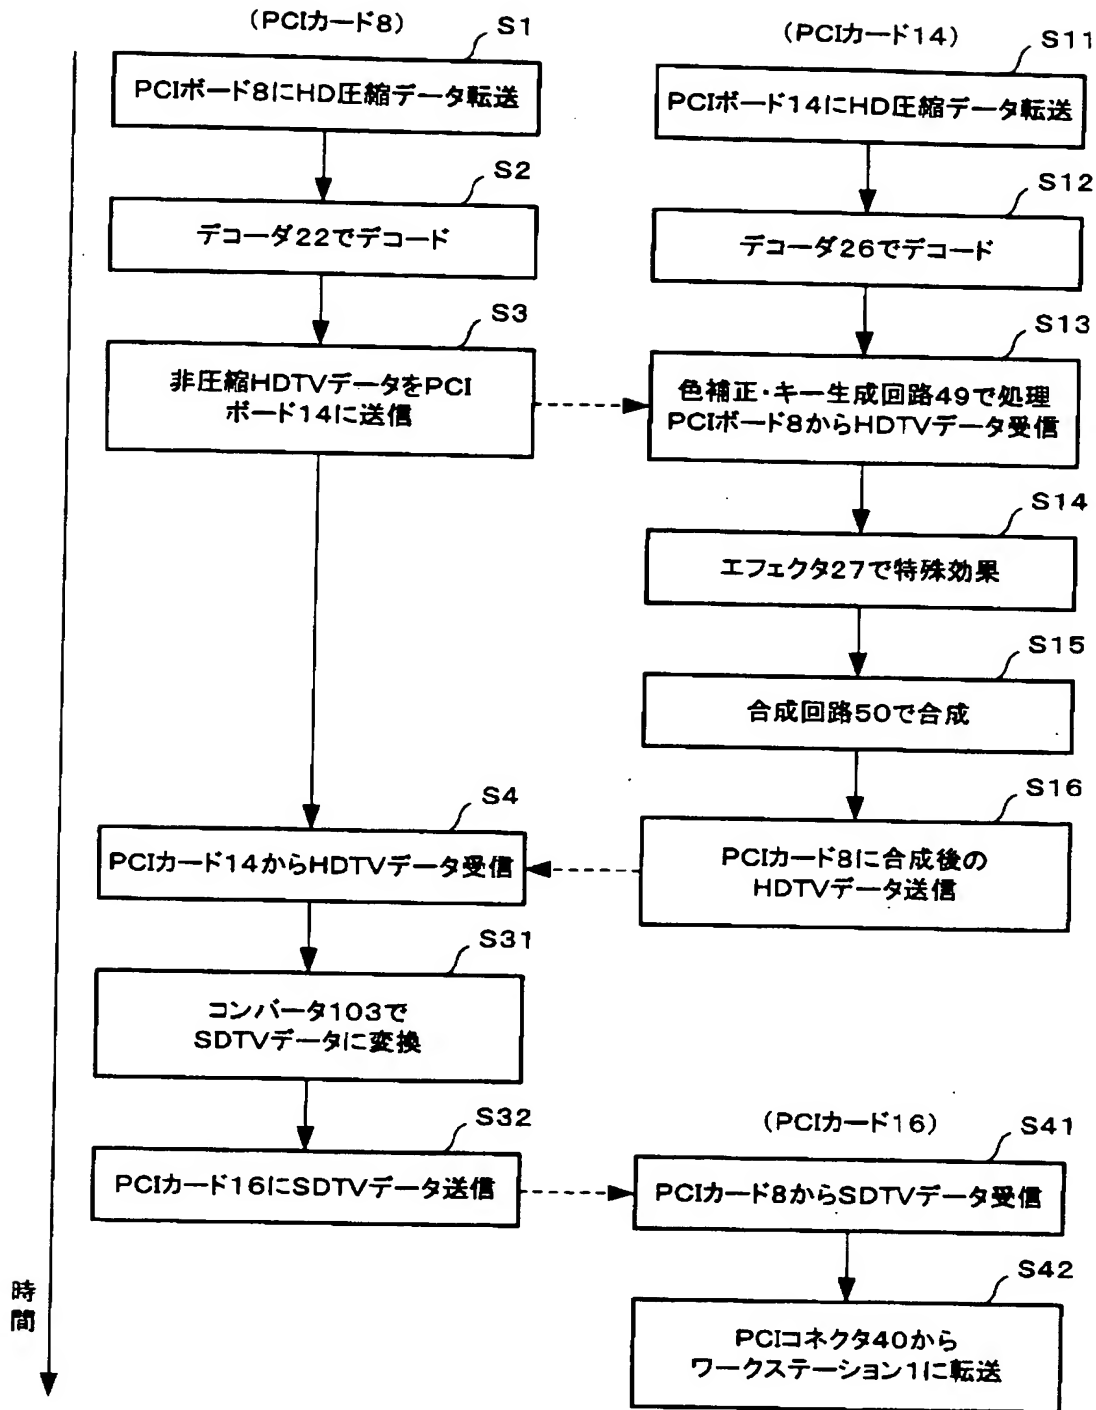 (PCIカード8)
S1
PCIボード8にHD圧縮データ転送
S2
デコーダ22でデコード
S3
非圧縮HDTVデータをPCI
ボード14に送信
S4
PCIカード14からHDTVデータ受信
S31
コンバータ103で
SDTVデータに変換
S32
PCIカード16にSDTVデータ送信
(PCIカード14)
S11
PCIボード14にHD圧縮データ転送
S12
デコーダ26でデコード
S13
色補正・キー生成回路49で処理
PCIボード8からHDTVデータ受信
S14
エフェクタ27で特殊効果
S15
合成回路50で合成
S16
PCIカード8に合成後の
HDTVデータ送信
(PCIカード16)
S41
PCIカード8からSDTVデータ受信
S42
PCIコネクタ40から
ワークステーション1に転送
時
間